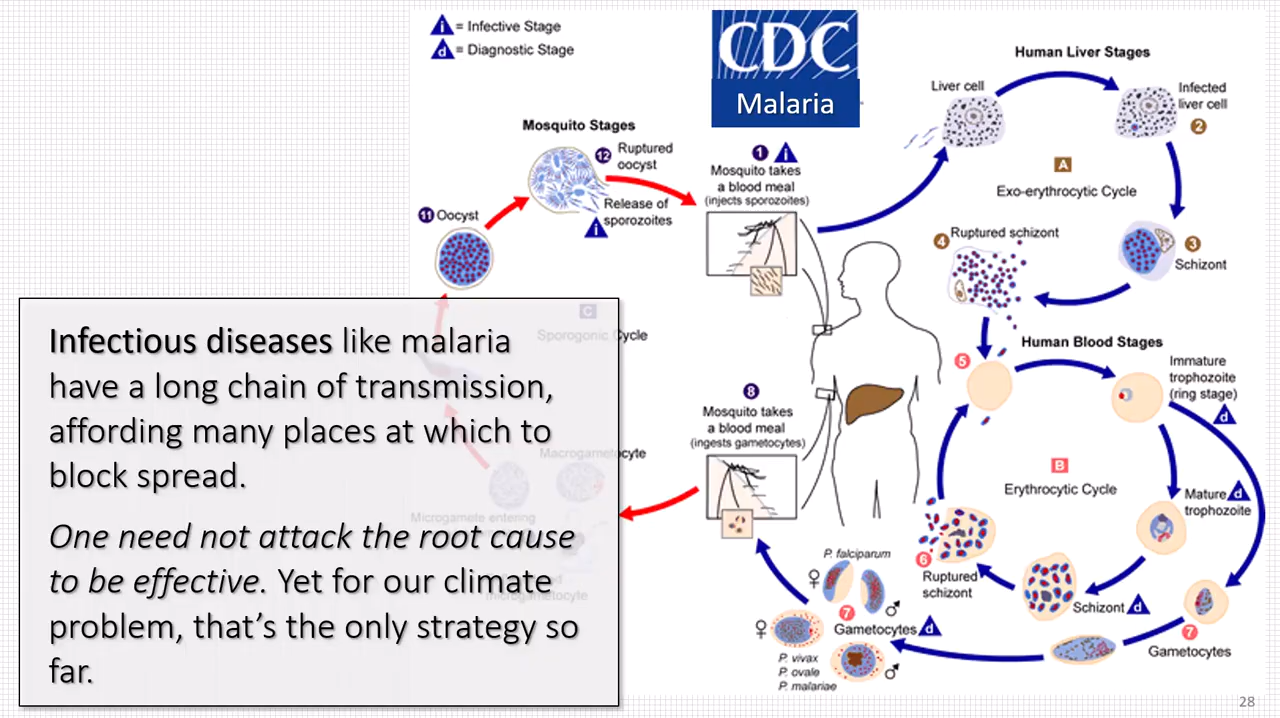 i = Infective Stage
d = Diagnostic Stage
CDC
Malaria
Human Liver Stages
Liver cell
Infected
liver cell
2
A
Exo-erythrocytic Cycle
Mosquito Stages
12 Ruptured
oocyst
Release of
sporozoites
i
11 Oocyst
1 i
Mosquito takes
a blood meal
(injects sporozoites)
4 Ruptured schizont
3
Schizont
C
Sporogonic Cycle
Infectious diseases like malaria
have a long chain of transmission,
affording many places at which to
block spread.
One need not attack the root cause
to be effective. Yet for our climate
problem, that's the only strategy so
far.
Macrogametocyte
Microgamete entering
microgametocyte
8
Mosquito takes
a blood meal
(ingests gametocytes)
Human Blood Stages
5
Immature
trophozoite
(ring stage)
d
B
Erythrocytic Cycle
Mature d
trophozoite
6
Ruptured
schizont
Schizont d
7
Gametocytes
P. falciparum
♀
♂
7
Gametocytes d
♀
♂
P. vivax
P. ovale
P. malariae
28